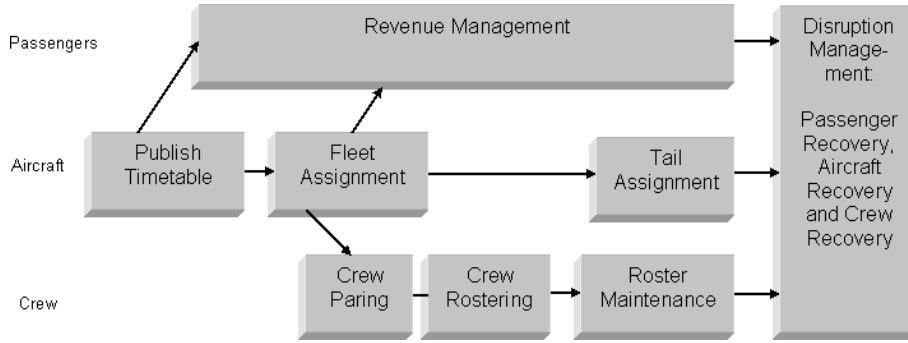 Passengers
Revenue Management
Disruption
Manage-
ment:
Passenger
Recovery,
Aircraft
Recovery
and Crew
Recovery
Aircraft
Publish
Timetable
Fleet
Assignment
Tail
Assignment
Crew
Crew
Paring
Crew
Rostering
Roster
Maintenance